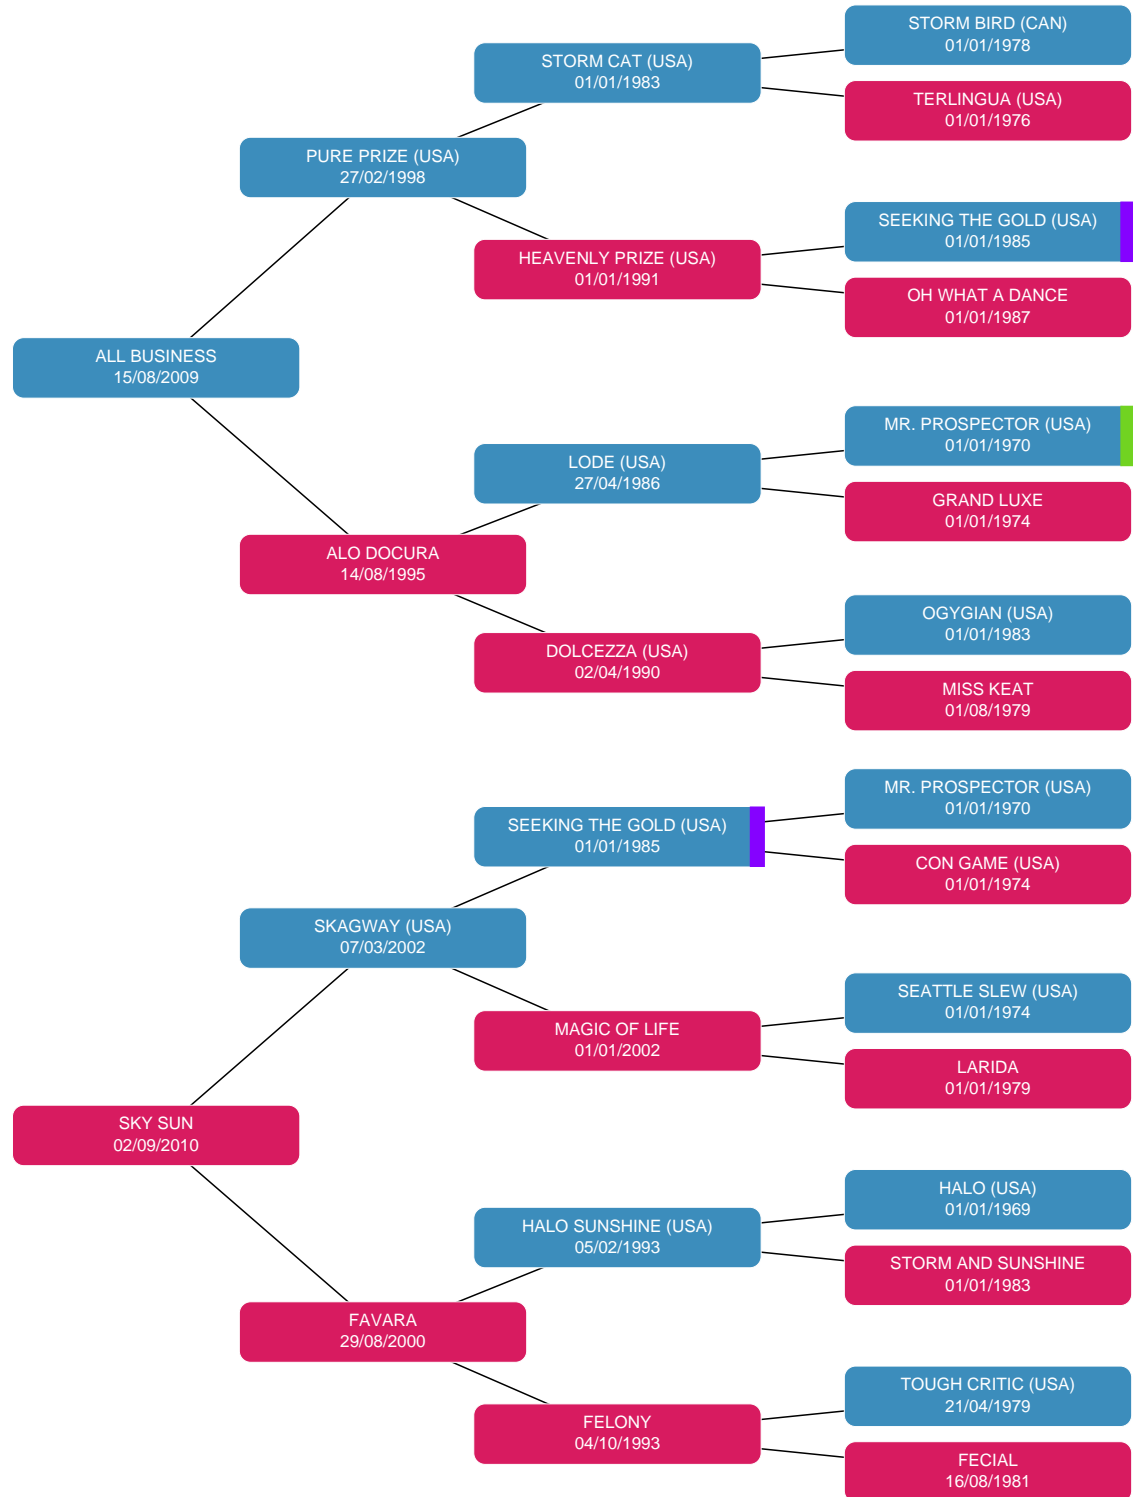 STORM BIRD (CAN)
01/01/1978
STORM CAT (USA)
01/01/1983
TERLINGUA (USA)
01/01/1976
PURE PRIZE (USA)
27/02/1998
SEEKING THE GOLD (USA)
01/01/1985
HEAVENLY PRIZE (USA)
01/01/1991
OH WHAT A DANCE
01/01/1987
ALL BUSINESS
15/08/2009
MR. PROSPECTOR (USA)
01/01/1970
LODE (USA)
27/04/1986
GRAND LUXE
01/01/1974
ALO DOCURA
14/08/1995
OGYGIAN (USA)
01/01/1983
DOLCEZZA (USA)
02/04/1990
MISS KEAT
01/08/1979
MR. PROSPECTOR (USA)
01/01/1970
SEEKING THE GOLD (USA)
01/01/1985
CON GAME (USA)
01/01/1974
SKAGWAY (USA)
07/03/2002
SEATTLE SLEW (USA)
01/01/1974
MAGIC OF LIFE
01/01/2002
LARIDA
01/01/1979
SKY SUN
02/09/2010
HALO (USA)
01/01/1969
HALO SUNSHINE (USA)
05/02/1993
STORM AND SUNSHINE
01/01/1983
FAVARA
29/08/2000
TOUGH CRITIC (USA)
21/04/1979
FELONY
04/10/1993
FECIAL
16/08/1981